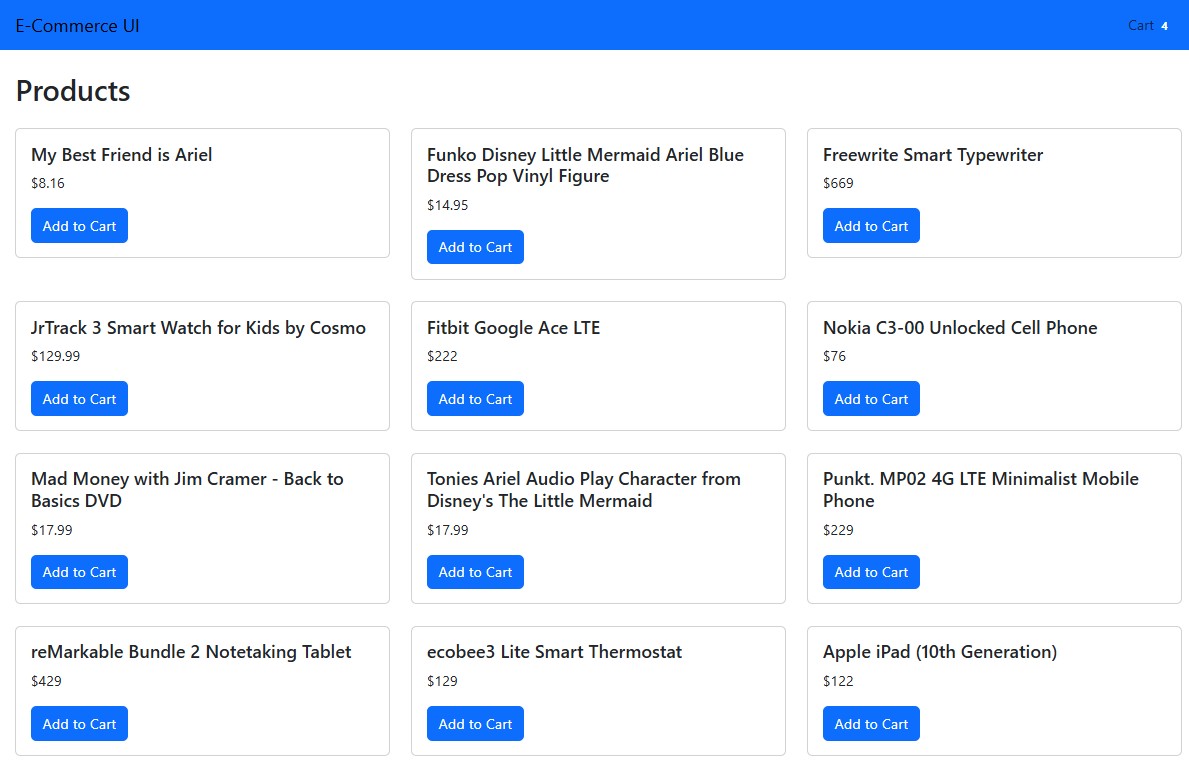 E-Commerce UI
Cart 4
Products
My Best Friend is Ariel
$8.16
Add to Cart
Funko Disney Little Mermaid Ariel Blue
Dress Pop Vinyl Figure
$14.95
Add to Cart
Freewrite Smart Typewriter
$669
Add to Cart
JrTrack 3 Smart Watch for Kids by Cosmo
$129.99
Add to Cart
Fitbit Google Ace LTE
$222
Add to Cart
Nokia C3-00 Unlocked Cell Phone
$76
Add to Cart
Mad Money with Jim Cramer - Back to
Basics DVD
$17.99
Add to Cart
Tonies Ariel Audio Play Character from
Disney's The Little Mermaid
$17.99
Add to Cart
Punkt. MP02 4G LTE Minimalist Mobile
Phone
$229
Add to Cart
reMarkable Bundle 2 Notetaking Tablet
$429
Add to Cart
ecobee3 Lite Smart Thermostat
$129
Add to Cart
Apple iPad (10th Generation)
$122
Add to Cart